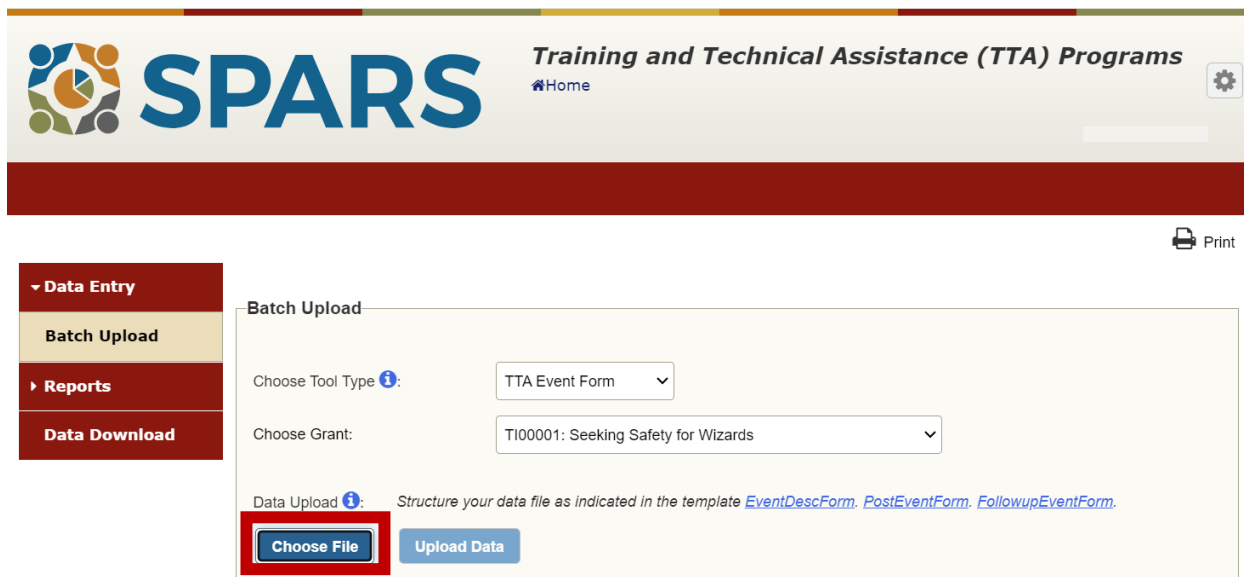 SPARS
Training and Technical Assistance (TTA) Programs
Home
Print
Data Entry
Batch Upload
Reports
Data Download
Batch Upload
Choose Tool Type i:
TTA Event Form
Choose Grant:
TI00001: Seeking Safety for Wizards
Data Upload i: Structure your data file as indicated in the template EventDescForm. PostEventForm. FollowupEventForm.
Choose File
Upload Data